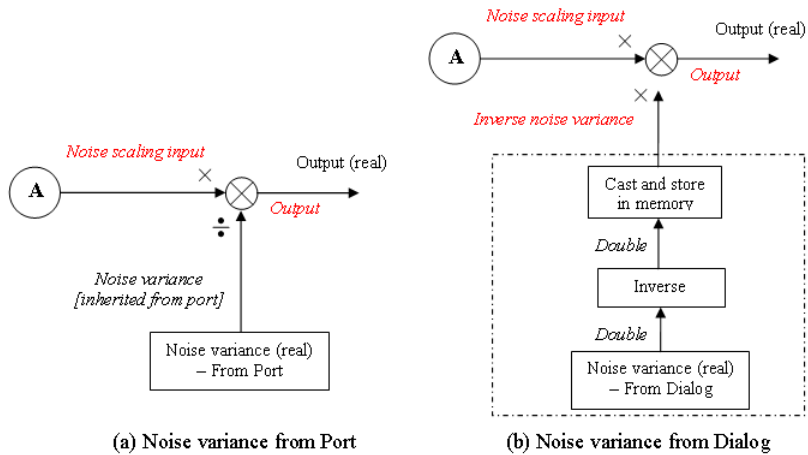 Noise scaling input
Output (real)
A
×
Output
÷
Noise variance
[inherited from port]
Noise variance (real)
– From Port
(a) Noise variance from Port
Noise scaling input
Output (real)
A
×
Output
×
Inverse noise variance
Cast and store
in memory
Double
Inverse
Double
Noise variance (real)
– From Dialog
(b) Noise variance from Dialog